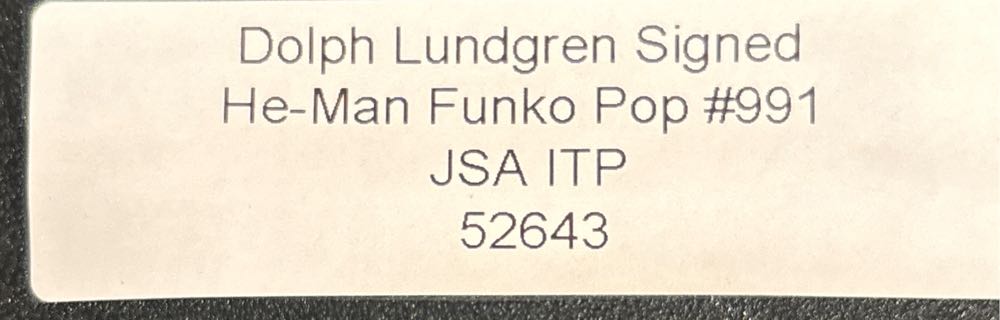 Dolph Lundgren Signed
He-Man Funko Pop #991
JSA ITP
52643